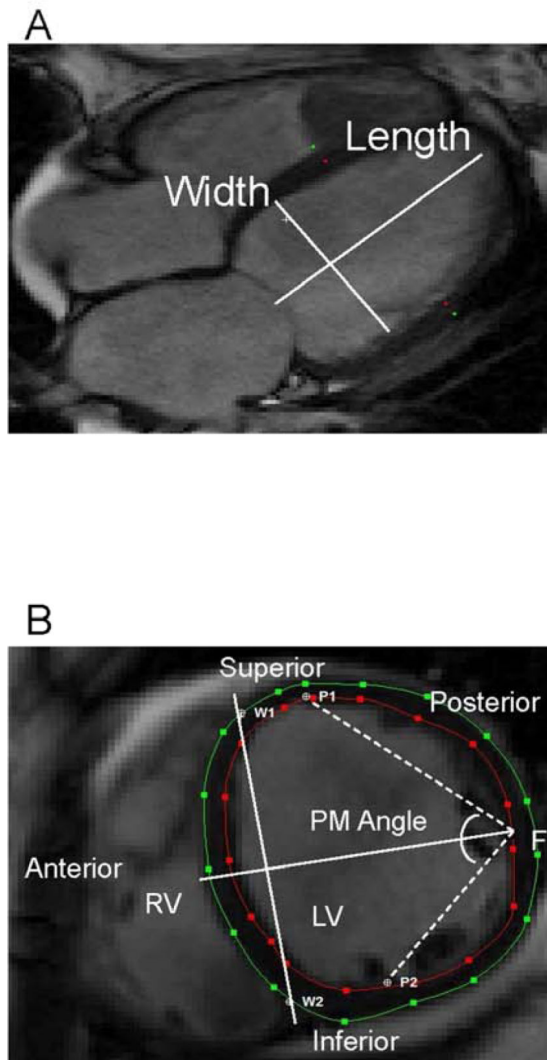 A
Length
Width
B
Superior
W1
P1
Posterior
PM Angle
F
Anterior
RV
LV
P2
W2
Inferior